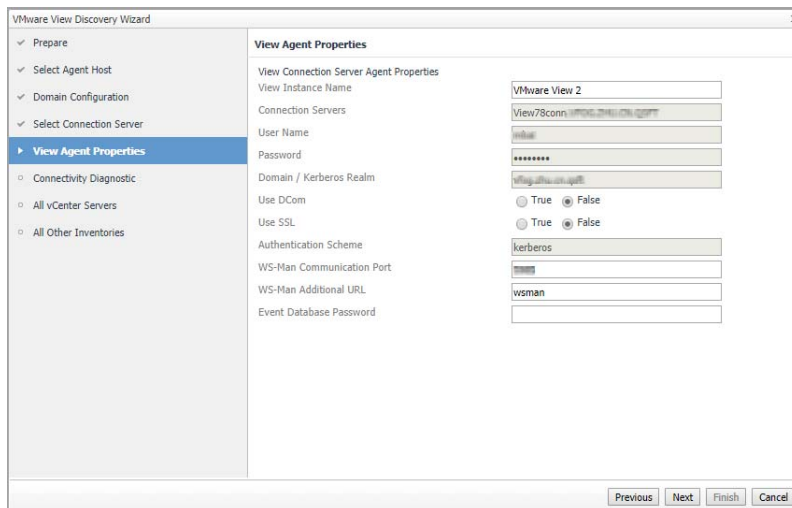 VMware View Discovery Wizard
Prepare
Select Agent Host
Domain Configuration
Select Connection Server
View Agent Properties
Connectivity Diagnostic
All vCenter Servers
All Other Inventories
View Agent Properties
View Connection Server Agent Properties
View Instance Name VMware View 2
Connection Servers View78conn
User Name
Password ••••••••
Domain / Kerberos Realm
Use DCom True False
Use SSL True False
Authentication Scheme kerberos
WS-Man Communication Port
WS-Man Additional URL wsman
Event Database Password
Previous Next Finish Cancel